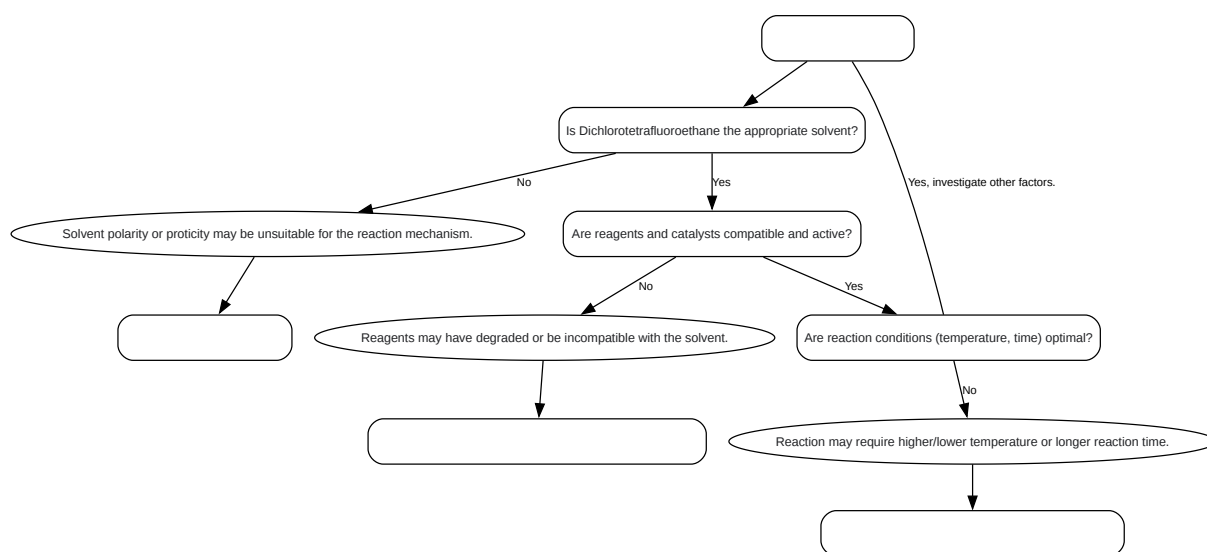 Is Dichlorotetrafluoroethane the appropriate solvent?
No
Yes
Yes, investigate other factors.
Solvent polarity or proticity may be unsuitable for the reaction mechanism.
Are reagents and catalysts compatible and active?
No
Yes
Reagents may have degraded or be incompatible with the solvent.
Are reaction conditions (temperature, time) optimal?
No
Reaction may require higher/lower temperature or longer reaction time.